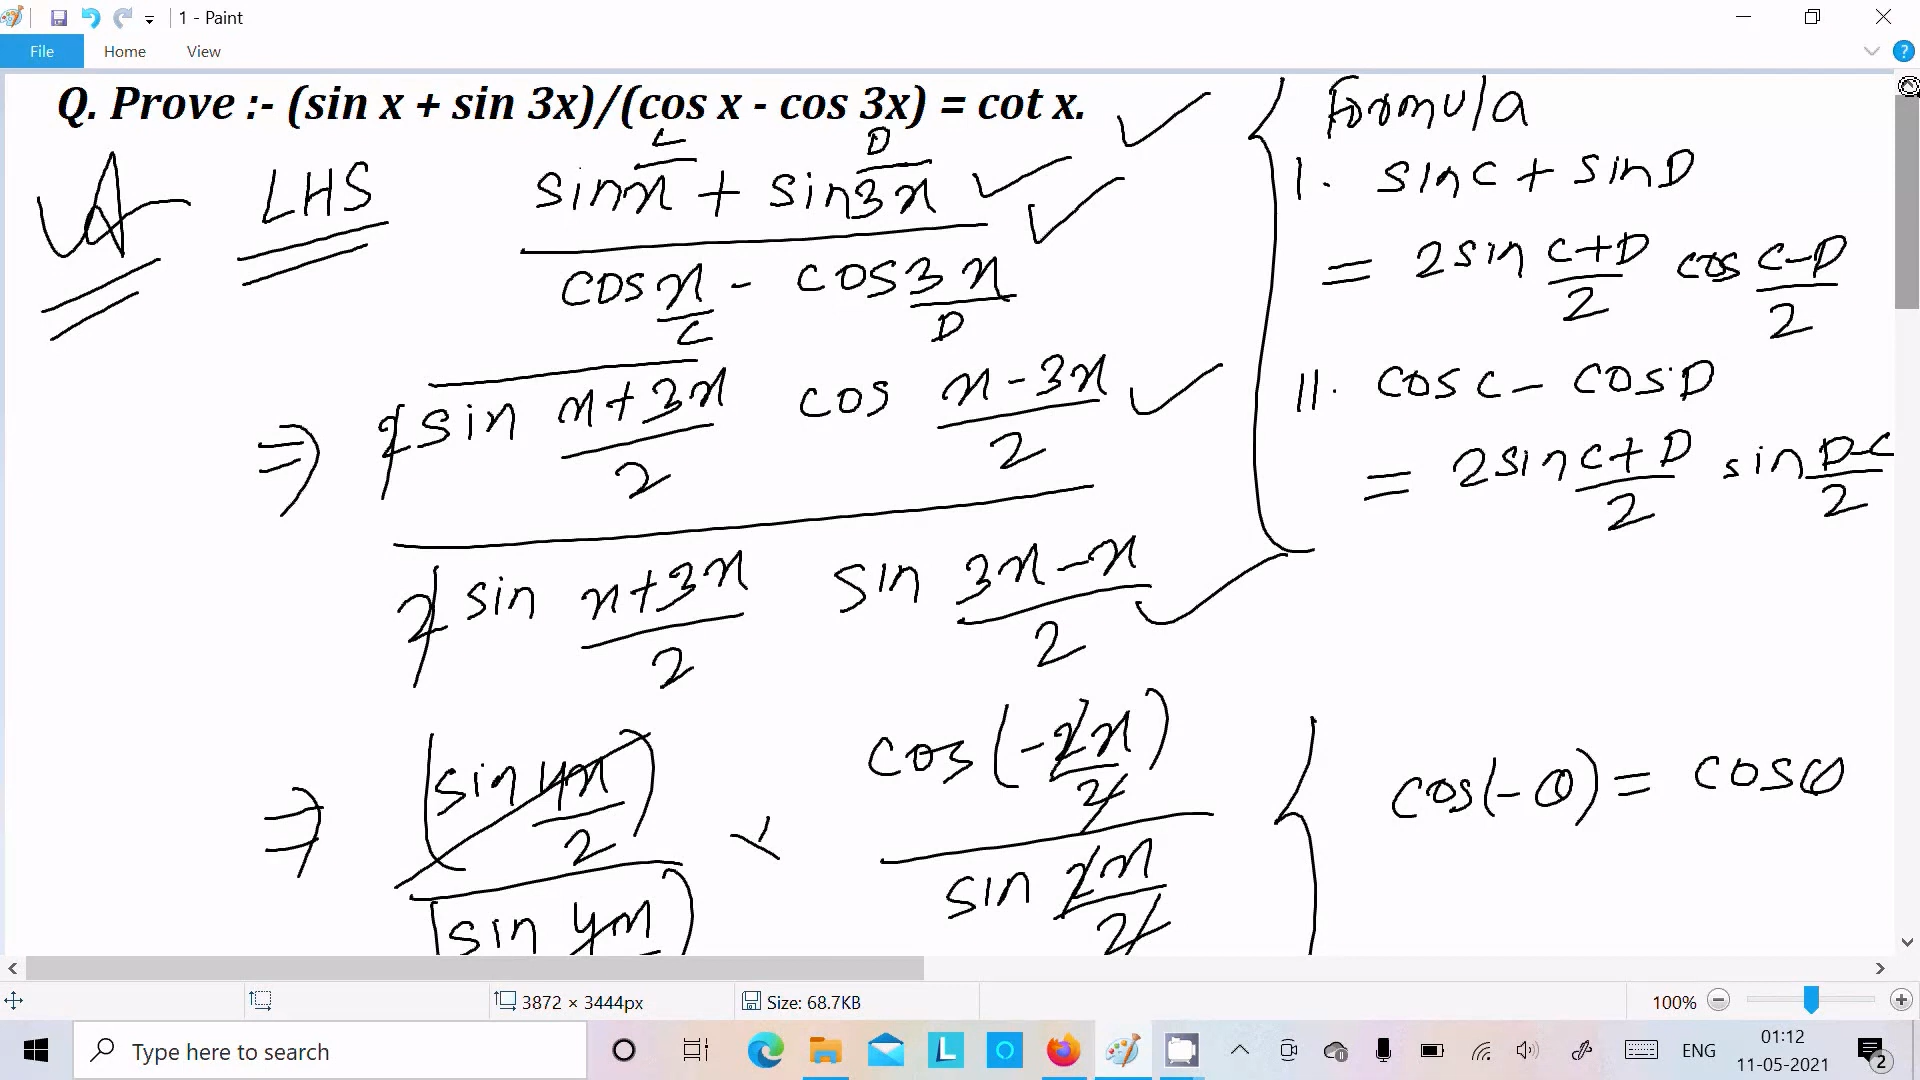 1 - Paint
File Home View
Q. Prove :- (sin x + sin 3x)/(cos x - cos 3x) = cot x.
C D
LHS sin x + sin 3x
cos x - cos 3x
C D
⇒ 2 sin x+3x/2 cos x-3x/2
2 sin x+3x/2 sin 3x-x/2
⇒ (sin 4x/2) × cos(-2x/2)
(sin 4x) sin 2x/2
Formula
I. sin C + sin D
= 2 sin C+D/2 cos C-D/2
II. cos C - cos D
= 2 sin C+D/2 sin D-C/2
cos(-θ) = cos θ
3872 × 3444px Size: 68.7KB 100%
Type here to search
L
ENG
01:12
11-05-2021
2